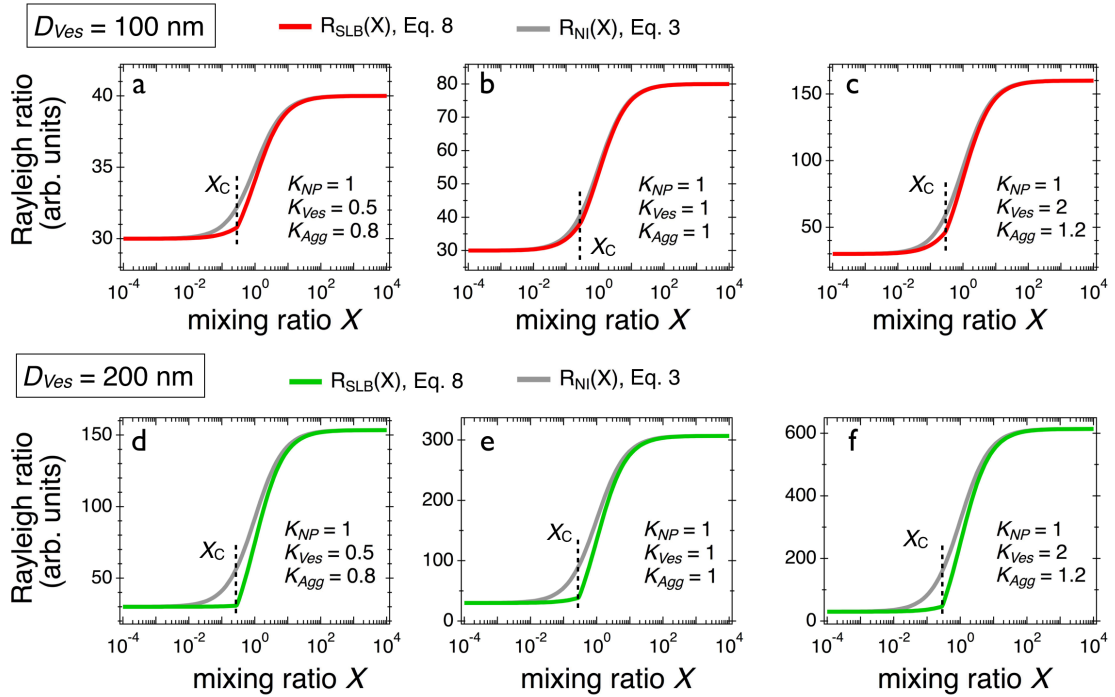 D_Ves = 100 nm
R_SLB(X), Eq. 8
R_NI(X), Eq. 3
Rayleigh ratio
(arb. units)
a
40
35
30
X_C
K_NP = 1
K_Ves = 0.5
K_Agg = 0.8
10^-4 10^-2 10^0 10^2 10^4
mixing ratio X
b
80
70
60
50
40
30
X_C
K_NP = 1
K_Ves = 1
K_Agg = 1
10^-4 10^-2 10^0 10^2 10^4
mixing ratio X
c
150
100
50
X_C
K_NP = 1
K_Ves = 2
K_Agg = 1.2
10^-4 10^-2 10^0 10^2 10^4
mixing ratio X
D_Ves = 200 nm
R_SLB(X), Eq. 8
R_NI(X), Eq. 3
Rayleigh ratio
(arb. units)
d
150
100
50
X_C
K_NP = 1
K_Ves = 0.5
K_Agg = 0.8
10^-4 10^-2 10^0 10^2 10^4
mixing ratio X
e
300
200
100
0
X_C
K_NP = 1
K_Ves = 1
K_Agg = 1
10^-4 10^-2 10^0 10^2 10^4
mixing ratio X
f
600
400
200
0
X_C
K_NP = 1
K_Ves = 2
K_Agg = 1.2
10^-4 10^-2 10^0 10^2 10^4
mixing ratio X